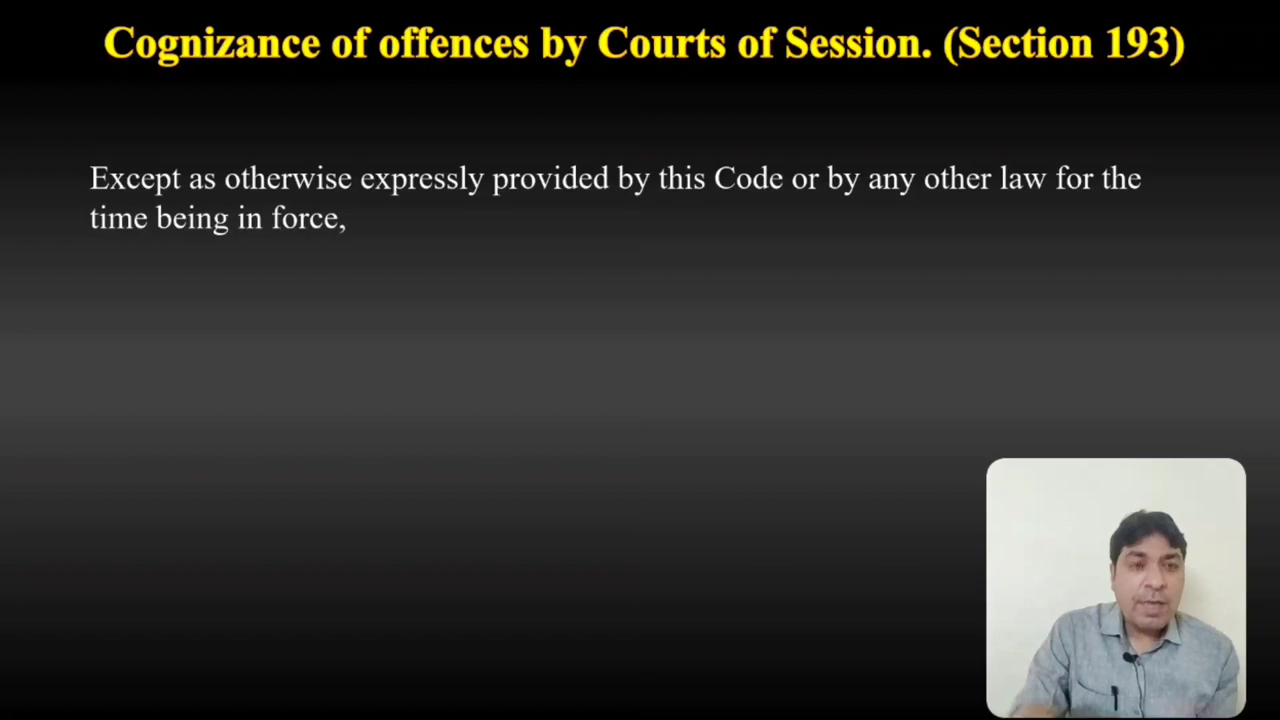 Cognizance of offences by Courts of Session. (Section 193)
Except as otherwise expressly provided by this Code or by any other law for the
time being in force,